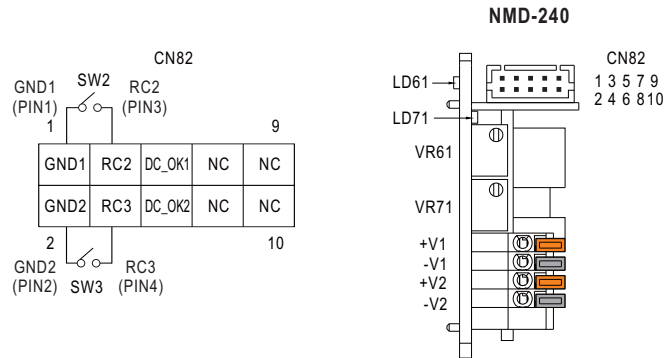 NMD-240
CN82
GND1
(PIN1)
SW2
RC2
(PIN3)
1
9
GND1 RC2 DC_OK1 NC NC
GND2 RC3 DC_OK2 NC NC
2
10
GND2
(PIN2)
SW3
RC3
(PIN4)
CN82
1 3 5 7 9
2 4 6 8 10
LD61
LD71
VR61
VR71
+V1
-V1
+V2
-V2